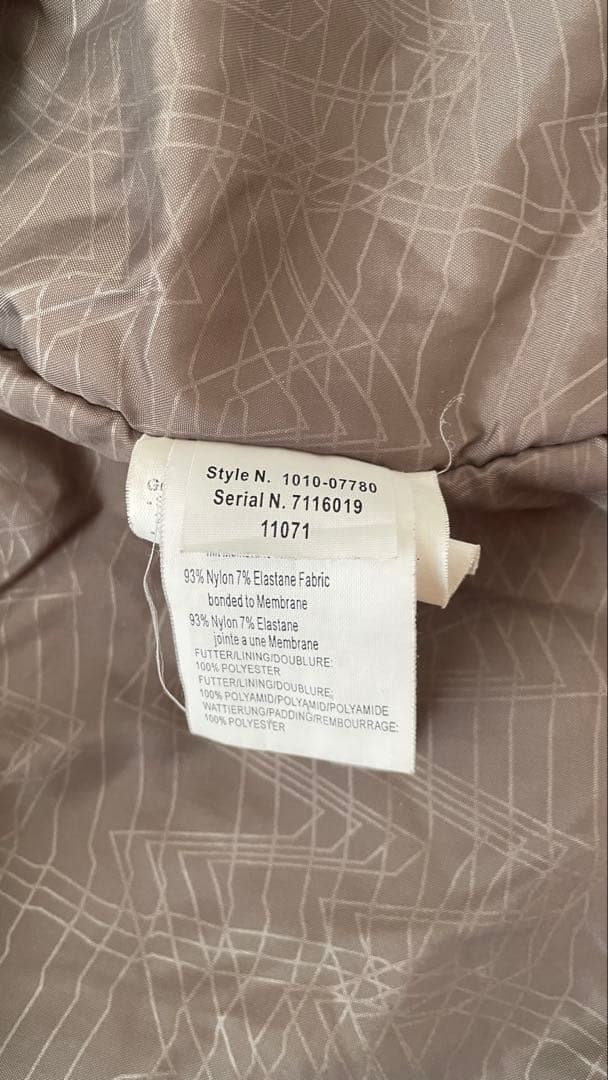 Style N. 1010-07780
Serial N. 7116019
11071
93% Nylon 7% Elastane Fabric
bonded to Membrane
93% Nylon 7% Elastane
jointe a une Membrane
FUTTER/LINING/DOUBLURE:
100% POLYESTER
FUTTER/LINING/DOUBLURE:
100% POLYAMID/POLYAMID/POLYAMIDE
WATTIERUNG/PADDING/REMBOURRAGE:
100% POLYESTER